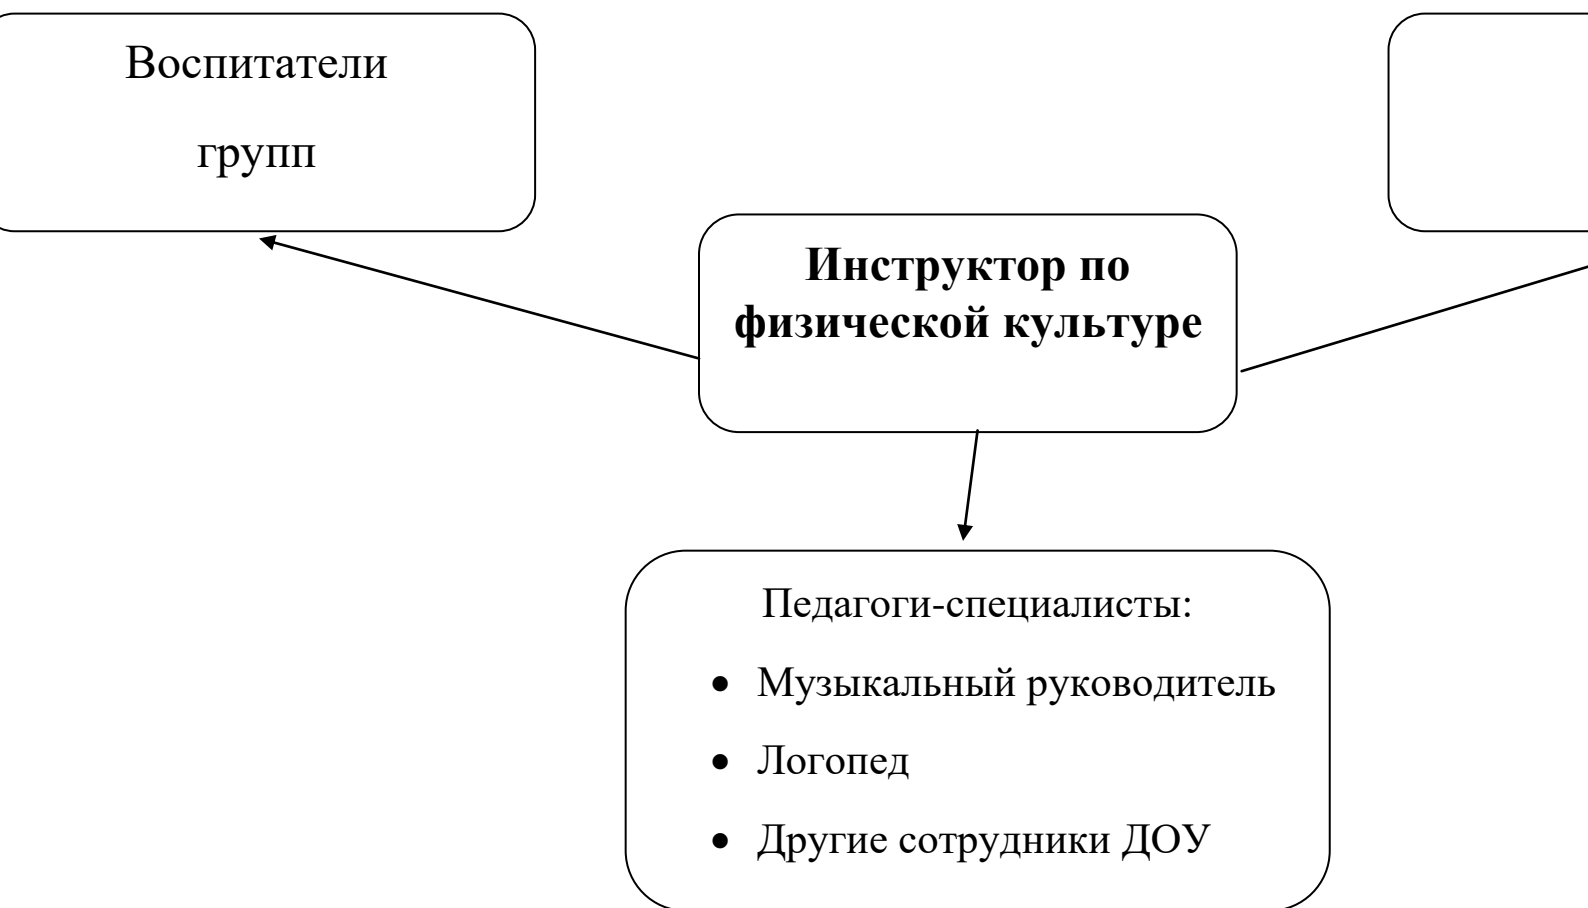 Воспитатели
групп
Инструктор по
физической культуре
Педагоги-специалисты:
• Музыкальный руководитель
• Логопед
• Другие сотрудники ДОУ